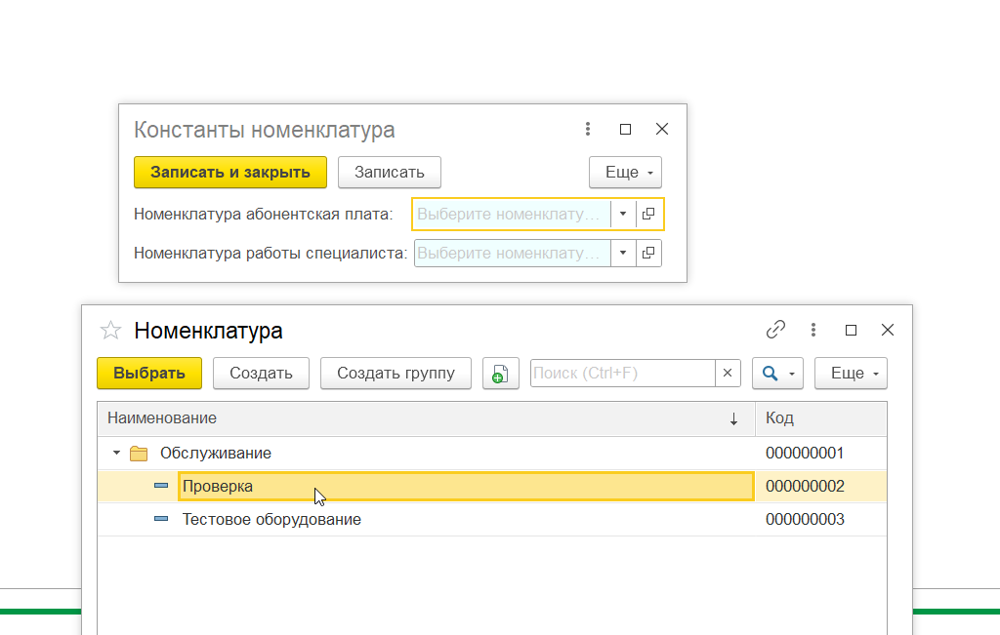 Константы номенклатура
Записать и закрыть Записать Еще
Номенклатура абонентская плата: Выберите номенклату...
Номенклатура работы специалиста: Выберите номенклату...
Номенклатура
Выбрать Создать Создать группу Поиск (Ctrl+F) Еще
Наименование Код
Обслуживание 000000001
Проверка 000000002
Тестовое оборудование 000000003